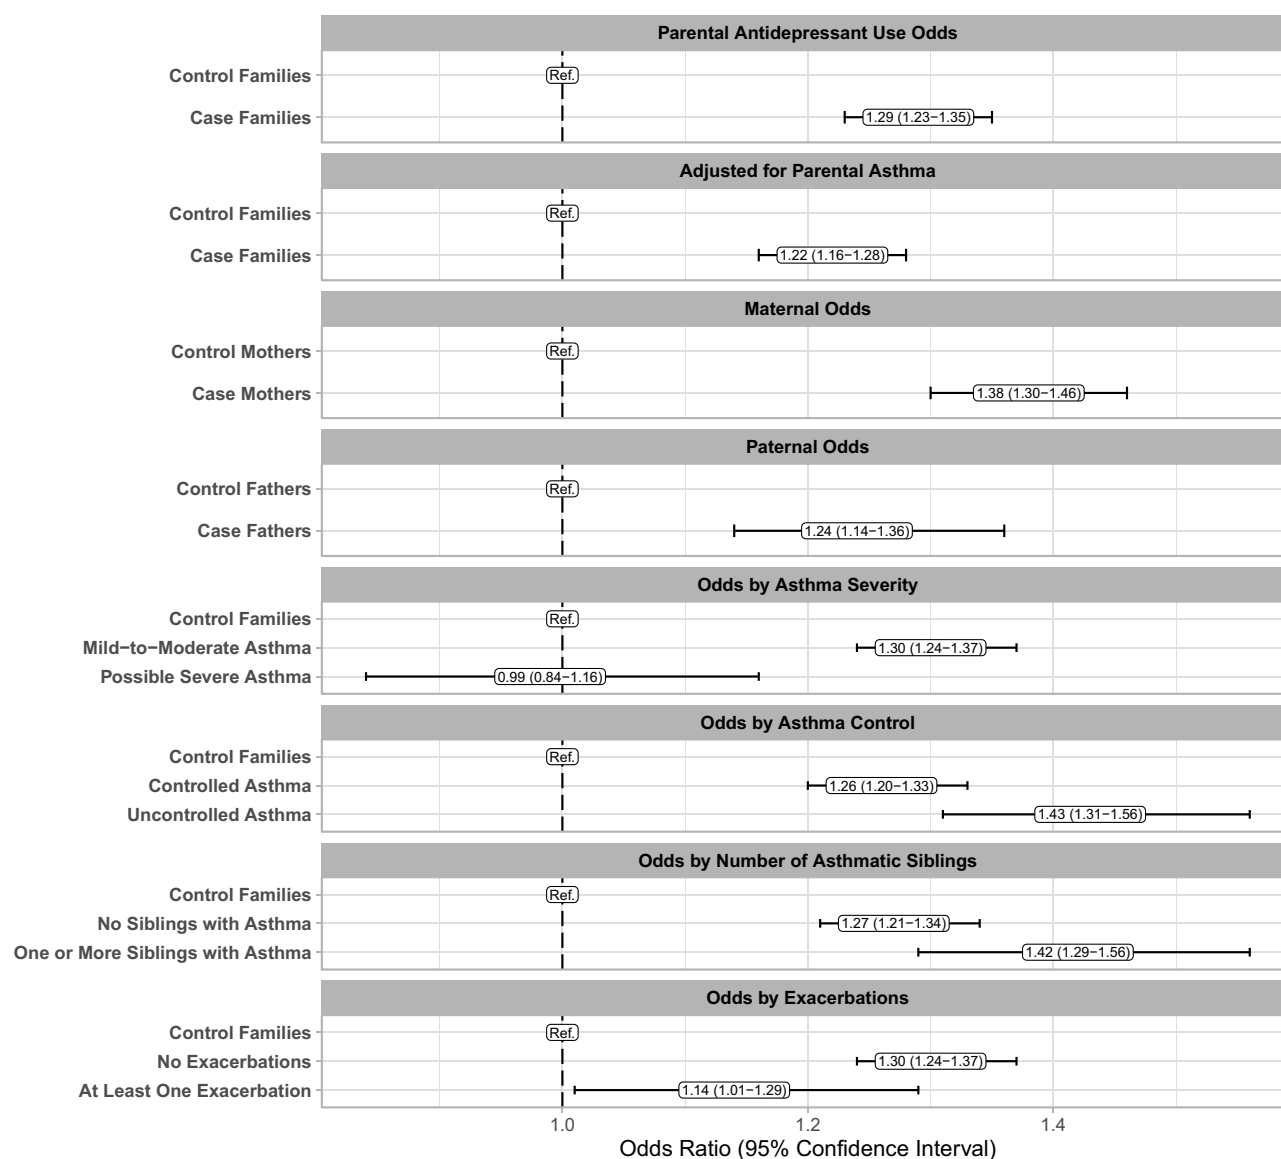 Parental Antidepressant Use Odds
Control Families Ref.
Case Families 1.29 (1.23−1.35)
Adjusted for Parental Asthma
Control Families Ref.
Case Families 1.22 (1.16−1.28)
Maternal Odds
Control Mothers Ref.
Case Mothers 1.38 (1.30−1.46)
Paternal Odds
Control Fathers Ref.
Case Fathers 1.24 (1.14−1.36)
Odds by Asthma Severity
Control Families Ref.
Mild−to−Moderate Asthma 1.30 (1.24−1.37)
Possible Severe Asthma 0.99 (0.84−1.16)
Odds by Asthma Control
Control Families Ref.
Controlled Asthma 1.26 (1.20−1.33)
Uncontrolled Asthma 1.43 (1.31−1.56)
Odds by Number of Asthmatic Siblings
Control Families Ref.
No Siblings with Asthma 1.27 (1.21−1.34)
One or More Siblings with Asthma 1.42 (1.29−1.56)
Odds by Exacerbations
Control Families Ref.
No Exacerbations 1.30 (1.24−1.37)
At Least One Exacerbation 1.14 (1.01−1.29)
1.0 1.2 1.4
Odds Ratio (95% Confidence Interval)